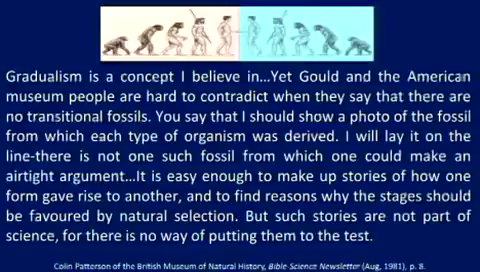 Gradualism is a concept I believe in...Yet Gould and the American
museum people are hard to contradict when they say that there are
no transitional fossils. You say that I should show a photo of the fossil
from which each type of organism was derived. I will lay it on the
line-there is not one such fossil from which one could make an
airtight argument...It is easy enough to make up stories of how one
form gave rise to another, and to find reasons why the stages should
be favoured by natural selection. But such stories are not part of
science, for there is no way of putting them to the test.
Colin Patterson of the British Museum of Natural History, Bible-Science Newsletter (Aug, 1981), p. 8.